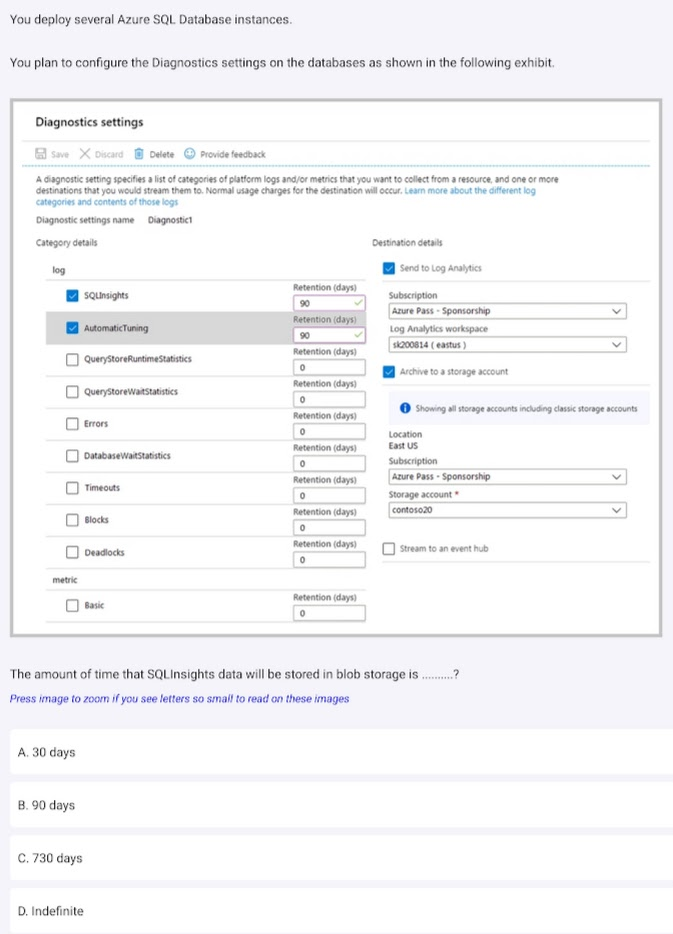 You deploy several Azure SQL Database instances.
You plan to configure the Diagnostics settings on the databases as shown in the following exhibit.
Diagnostics settings
Save Discard Delete Provide feedback
A diagnostic setting specifies a list of categories of platform logs and/or metrics that you want to collect from a resource, and one or more
destinations that you would stream them to. Normal usage charges for the destination will occur. Learn more about the different log
categories and contents of those logs
Diagnostic settings name Diagnostic1
Category details
log
Retention (days)
SQLInsights
90
Retention (days)
AutomaticTuning
90
Retention (days)
QueryStoreRuntimeStatistics
0
Retention (days)
QueryStoreWaitStatistics
0
Retention (days)
Errors
0
Retention (days)
DatabaseWaitStatistics
0
Retention (days)
Timeouts
0
Retention (days)
Blocks
0
Retention (days)
Deadlocks
0
metric
Retention (days)
Basic
0
Destination details
Send to Log Analytics
Subscription
Azure Pass - Sponsorship
Log Analytics workspace
sk200814 ( eastus )
Archive to a storage account
Showing all storage accounts including classic storage accounts
Location
East US
Subscription
Azure Pass - Sponsorship
Storage account *
contoso20
Stream to an event hub
The amount of time that SQLInsights data will be stored in blob storage is ..........?
Press image to zoom if you see letters so small to read on these images
A. 30 days
B. 90 days
C. 730 days
D. Indefinite